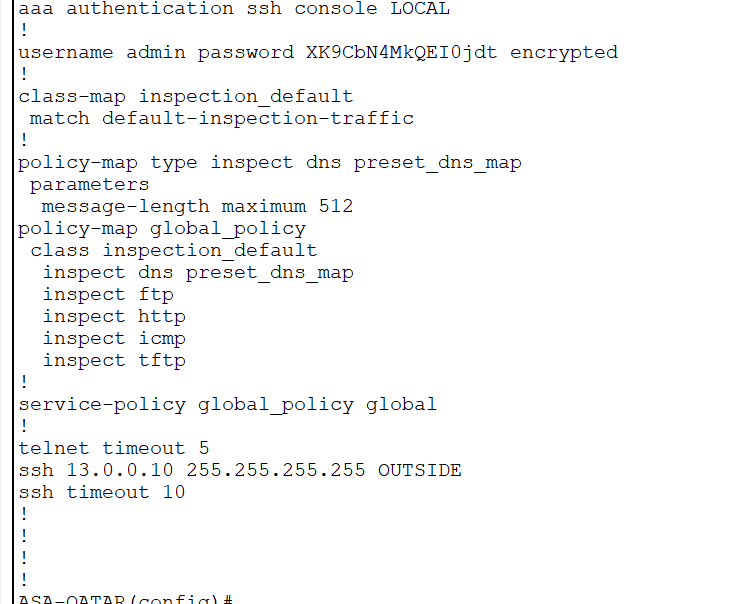 aaa authentication ssh console LOCAL
!
username admin password XK9CbN4MkQEI0jdt encrypted
!
class-map inspection_default
 match default-inspection-traffic
!
policy-map type inspect dns preset_dns_map
 parameters
  message-length maximum 512
policy-map global_policy
 class inspection_default
  inspect dns preset_dns_map
  inspect ftp
  inspect http
  inspect icmp
  inspect tftp
!
service-policy global_policy global
!
telnet timeout 5
ssh 13.0.0.10 255.255.255.255 OUTSIDE
ssh timeout 10
!
!
!
!
ASA-QATAR(config)#